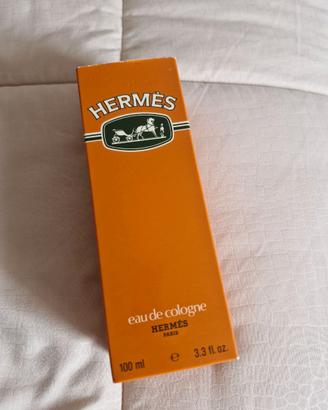 HERMÈS
eau de cologne
HERMÈS
PARIS
100 ml ℮ 3.3 fl.oz.